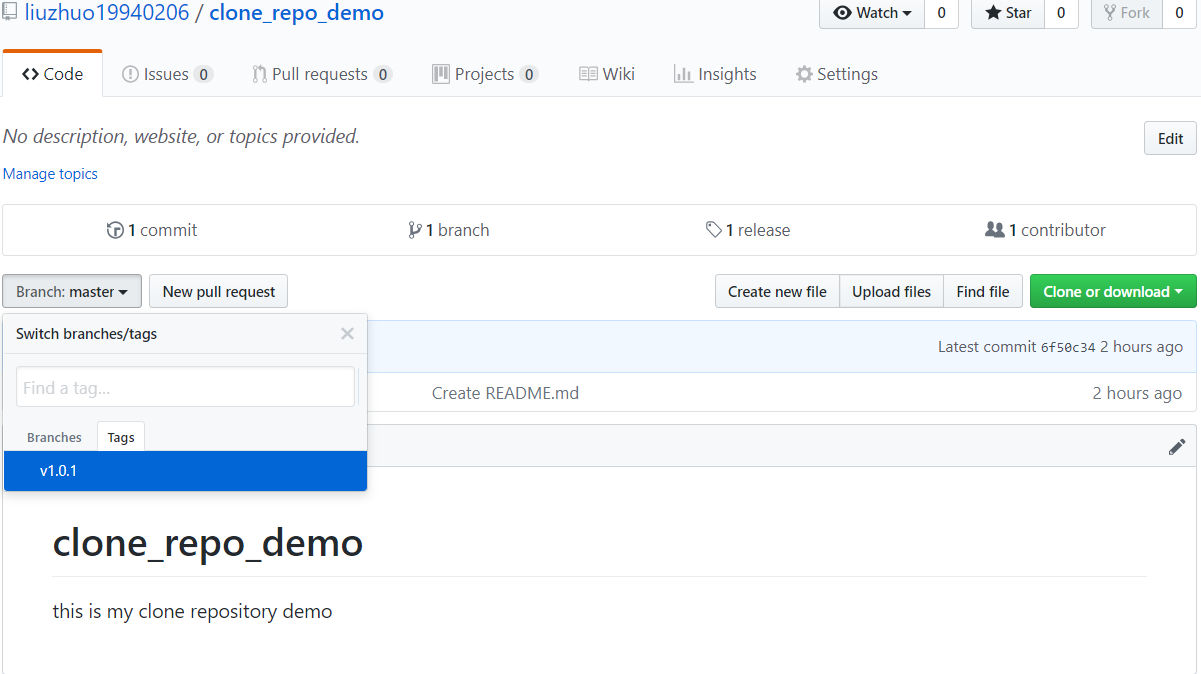 liuzhuo19940206 / clone_repo_demo Watch 0 Star 0 Fork 0
Code Issues 0 Pull requests 0 Projects 0 Wiki Insights Settings
No description, website, or topics provided. Edit
Manage topics
1 commit 1 branch 1 release 1 contributor
Branch: master New pull request Create new file Upload files Find file Clone or download
Switch branches/tags ×
Latest commit 6f50c34 2 hours ago
Find a tag...
Create README.md 2 hours ago
Branches Tags
v1.0.1
clone_repo_demo
this is my clone repository demo